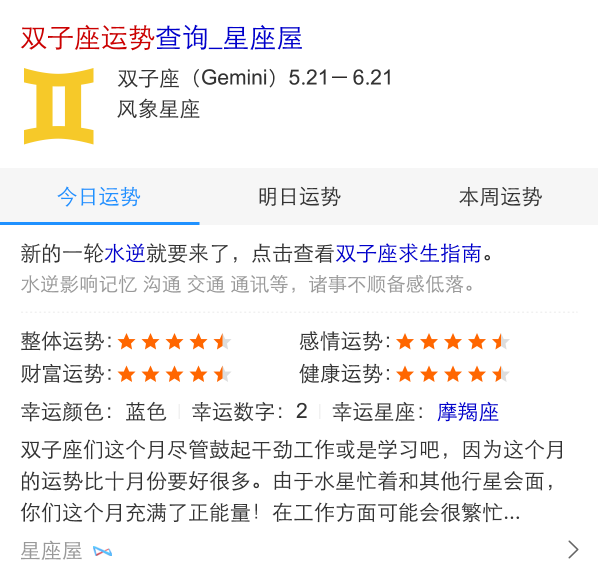 双子座运势查询_星座屋
双子座（Gemini）5.21－6.21
风象星座
今日运势 明日运势 本周运势
新的一轮水逆就要来了，点击查看双子座求生指南。
水逆影响记忆 沟通 交通 通讯等，诸事不顺备感低落。
整体运势: 感情运势:
财富运势: 健康运势:
幸运颜色：蓝色 幸运数字：2 幸运星座：摩羯座
双子座们这个月尽管鼓起干劲工作或是学习吧，因为这个月
的运势比十月份要好很多。由于水星忙着和其他行星会面，
你们这个月充满了正能量！在工作方面可能会很繁忙...
星座屋